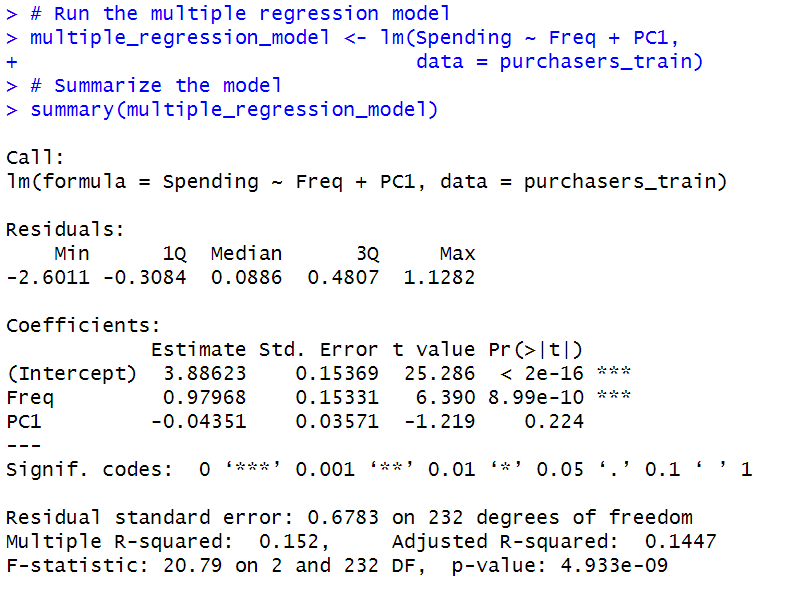 > # Run the multiple regression model
> multiple_regression_model <- lm(Spending ~ Freq + PC1,
+                                  data = purchasers_train)
> # Summarize the model
> summary(multiple_regression_model)
Call:
lm(formula = Spending ~ Freq + PC1, data = purchasers_train)
Residuals:
    Min      1Q  Median      3Q     Max
-2.6011 -0.3084  0.0886  0.4807  1.1282
Coefficients:
            Estimate Std. Error t value Pr(>|t|)
(Intercept)  3.88623    0.15369  25.286  < 2e-16 ***
Freq         0.97968    0.15331   6.390 8.99e-10 ***
PC1         -0.04351    0.03571  -1.219    0.224
---
Signif. codes:  0 ‘***’ 0.001 ‘**’ 0.01 ‘*’ 0.05 ‘.’ 0.1 ‘ ’ 1
Residual standard error: 0.6783 on 232 degrees of freedom
Multiple R-squared:  0.152,     Adjusted R-squared:  0.1447
F-statistic: 20.79 on 2 and 232 DF,  p-value: 4.933e-09